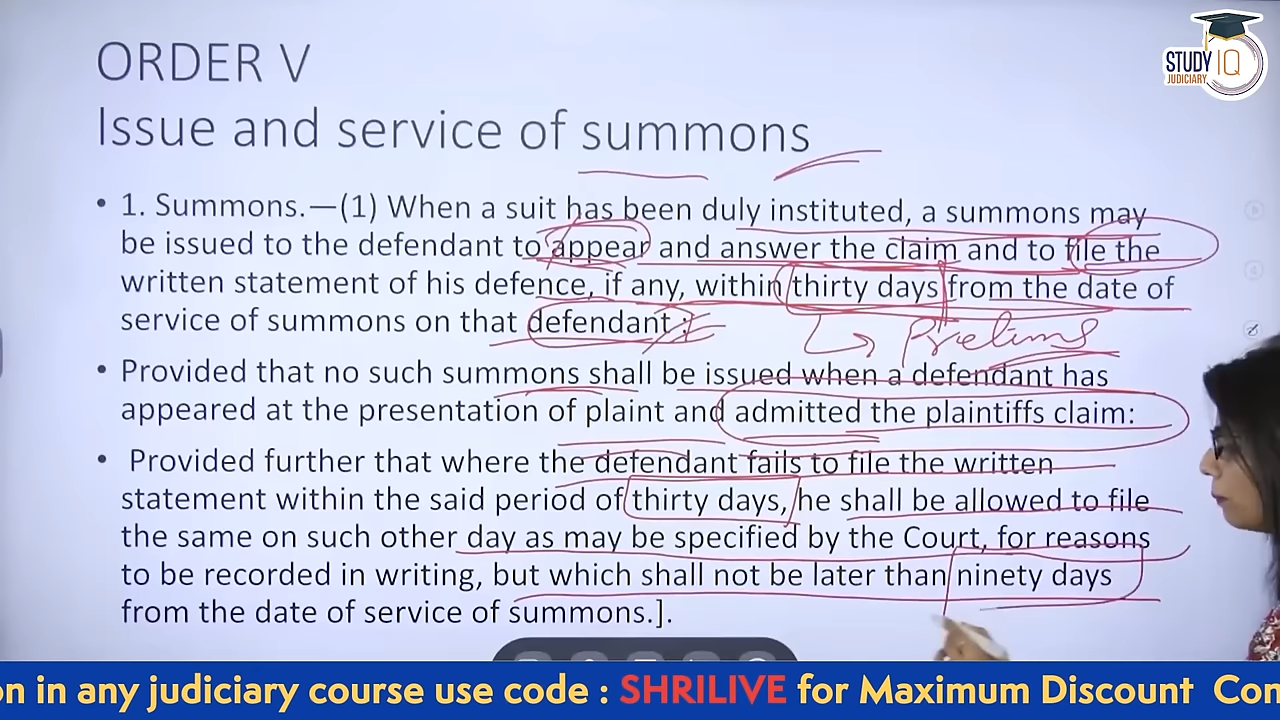 ORDER V
STUDY IQ
JUDICIARY
Issue and service of summons
• 1. Summons.—(1) When a suit has been duly instituted, a summons may
be issued to the defendant to appear and answer the claim and to file the
written statement of his defence, if any, within thirty days from the date of
service of summons on that defendant :
Prelims
• Provided that no such summons shall be issued when a defendant has
appeared at the presentation of plaint and admitted the plaintiffs claim:
• Provided further that where the defendant fails to file the written
statement within the said period of thirty days, he shall be allowed to file
the same on such other day as may be specified by the Court, for reasons
to be recorded in writing, but which shall not be later than ninety days
from the date of service of summons.].
on in any judiciary course use code : SHRILIVE for Maximum Discount Con